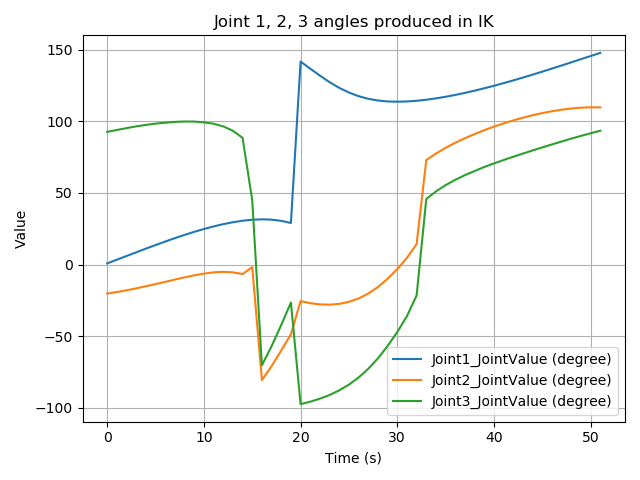 Joint 1, 2, 3 angles produced in IK
150
100
50
0
−50
−100
Value
0 10 20 30 40 50
Time (s)
Joint1_JointValue (degree)
Joint2_JointValue (degree)
Joint3_JointValue (degree)